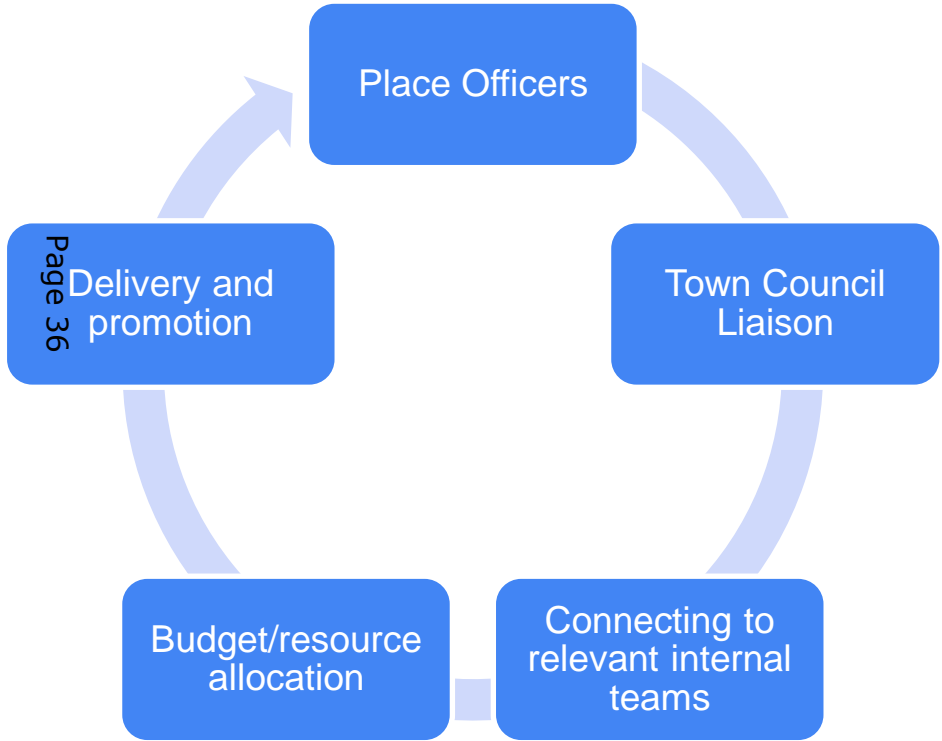 Place Officers
Town Council
Liaison
Connecting to
relevant internal
teams
Budget/resource
allocation
Delivery and
promotion
Page 36